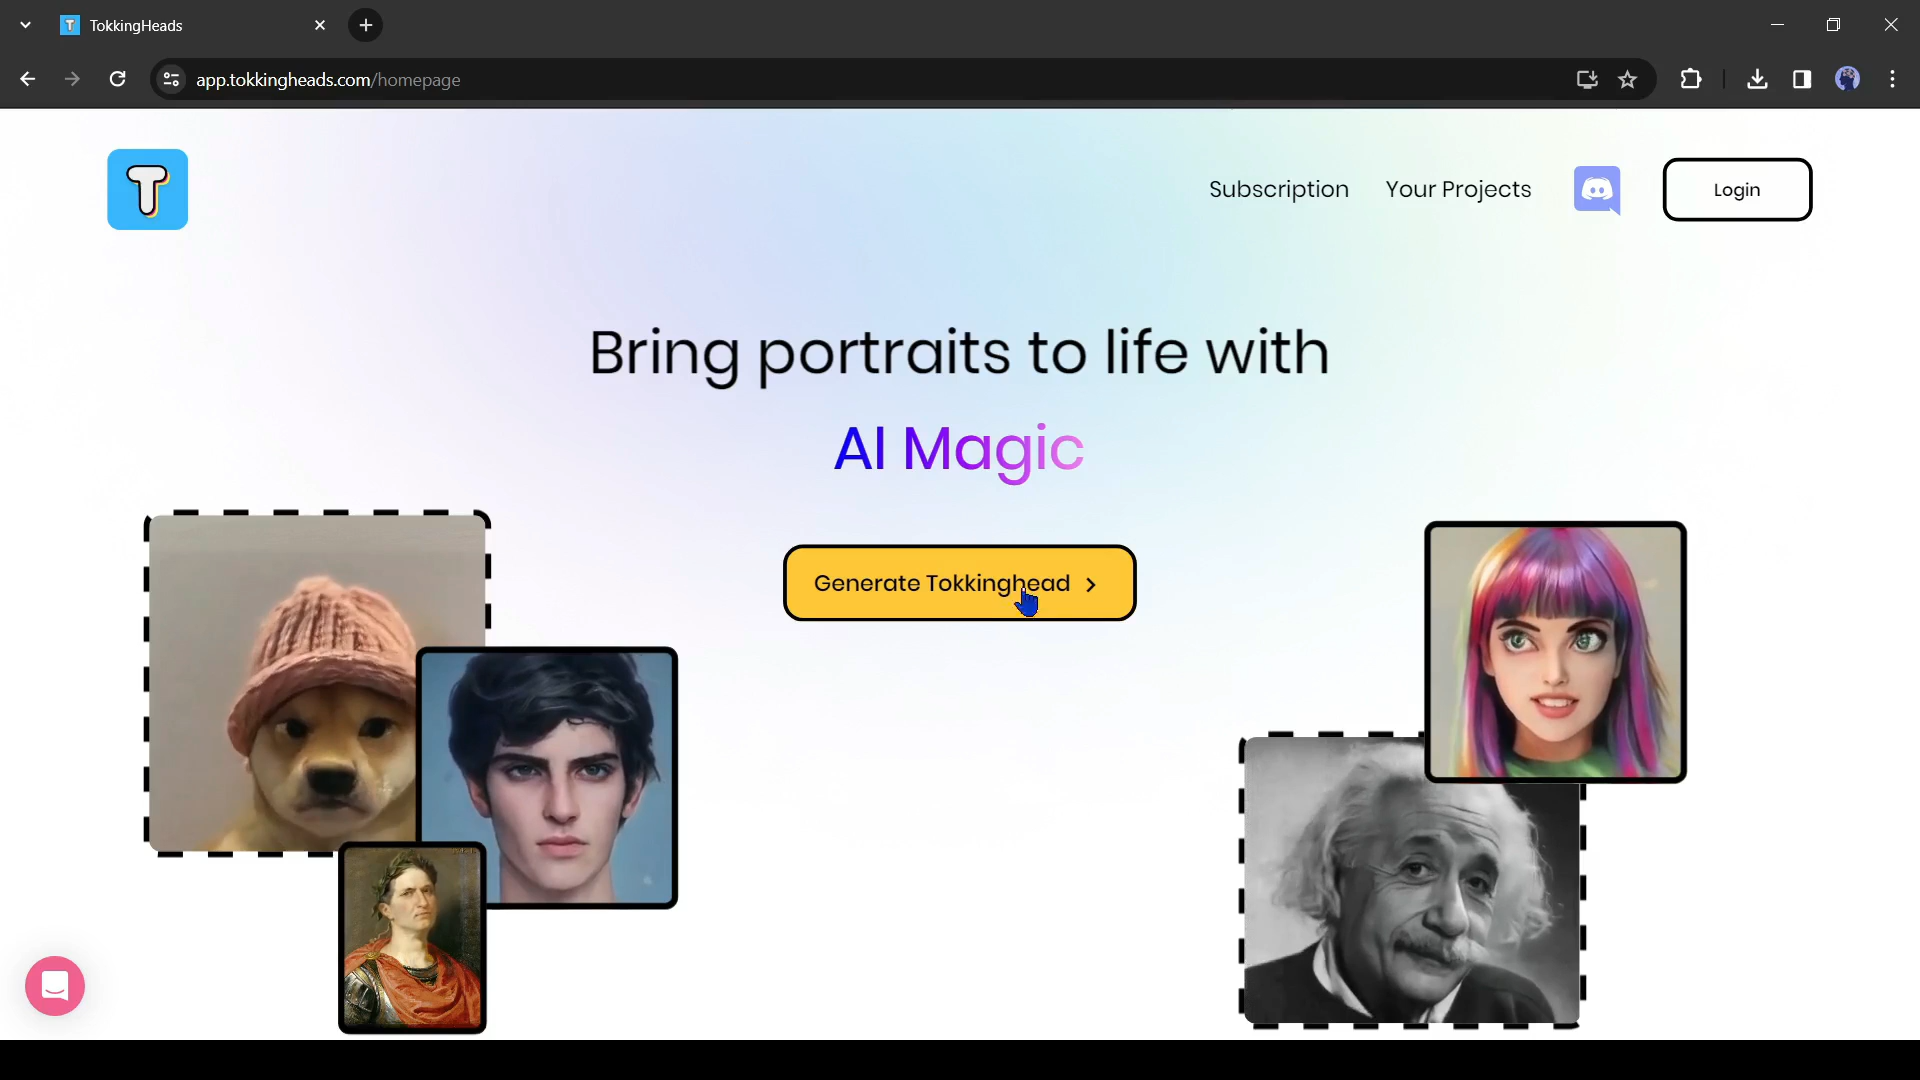 TokkingHeads
app.tokkingheads.com/homepage
T
Subscription
Your Projects
Login
Bring portraits to life with
AI Magic
Generate Tokkinghead